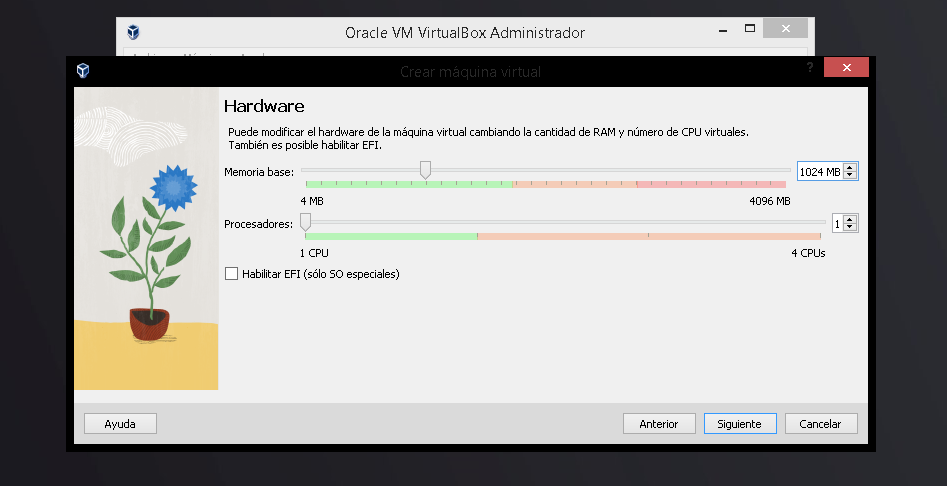 Oracle VM VirtualBox Administrador
Crear máquina virtual
?
Hardware
Puede modificar el hardware de la máquina virtual cambiando la cantidad de RAM y número de CPU virtuales.
También es posible habilitar EFI.
Memoria base:
1024 MB
4 MB
4096 MB
Procesadores:
1
1 CPU
4 CPUs
Habilitar EFI (sólo SO especiales)
Ayuda
Anterior
Siguiente
Cancelar